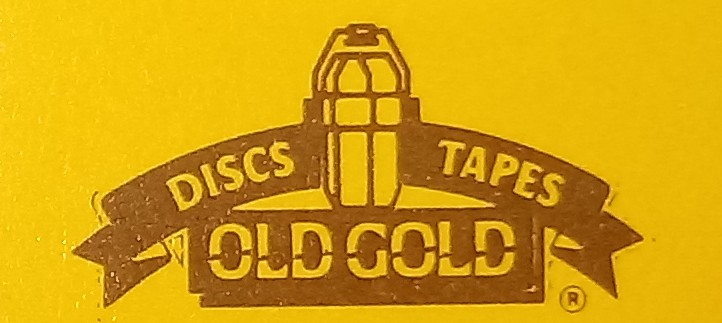 DISCS TAPES
OLD GOLD
®